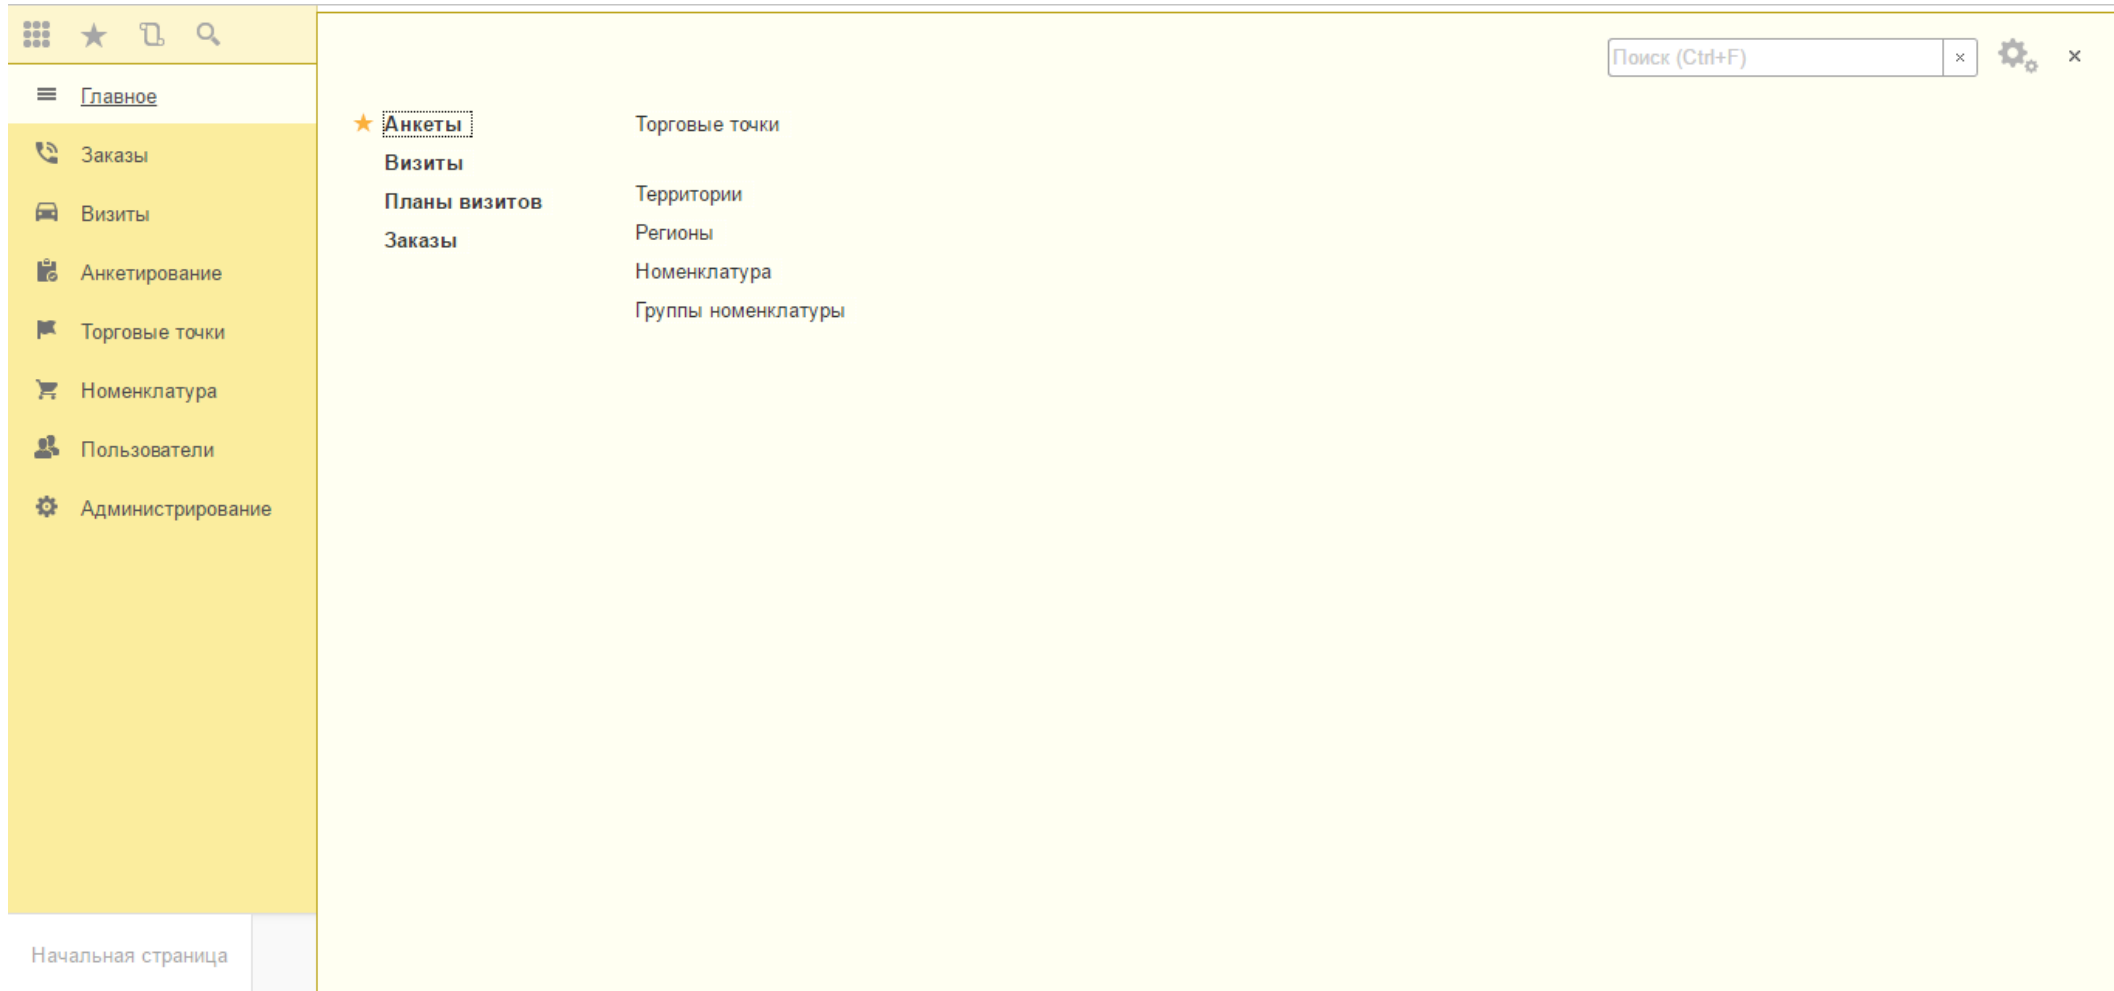 Поиск (Ctrl+F)
Главное
Заказы
Визиты
Анкетирование
Торговые точки
Номенклатура
Пользователи
Администрирование
Анкеты
Визиты
Планы визитов
Заказы
Торговые точки
Территории
Регионы
Номенклатура
Группы номенклатуры
Начальная страница